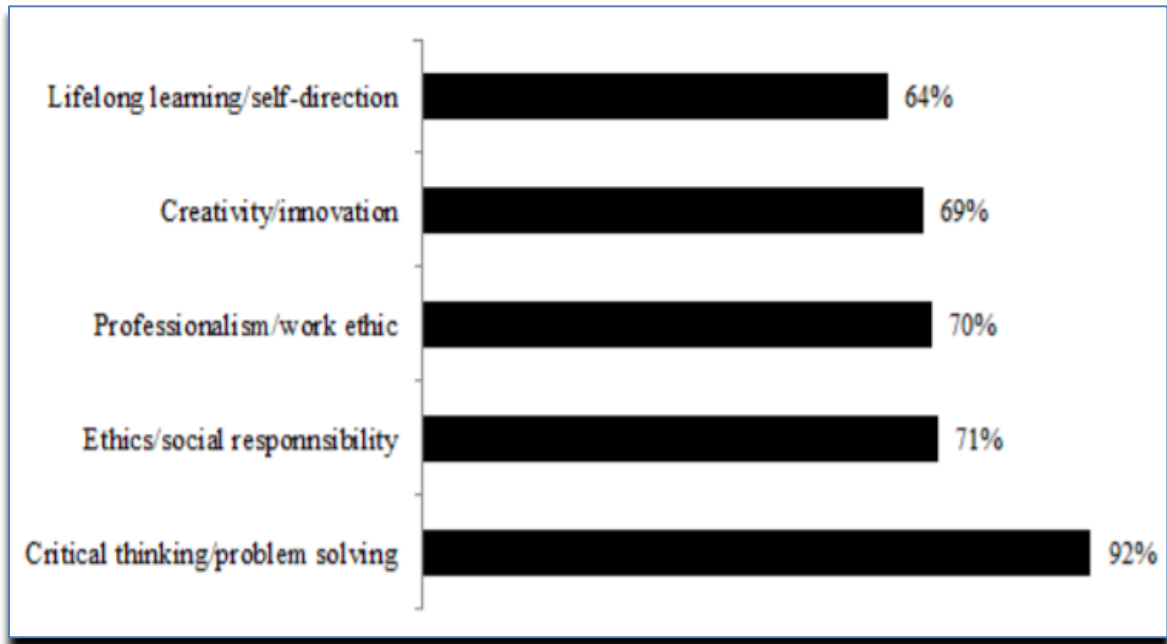 Lifelong learning/self-direction 64%
Creativity/innovation 69%
Professionalism/work ethic 70%
Ethics/social responnsibility 71%
Critical thinking/problem solving 92%